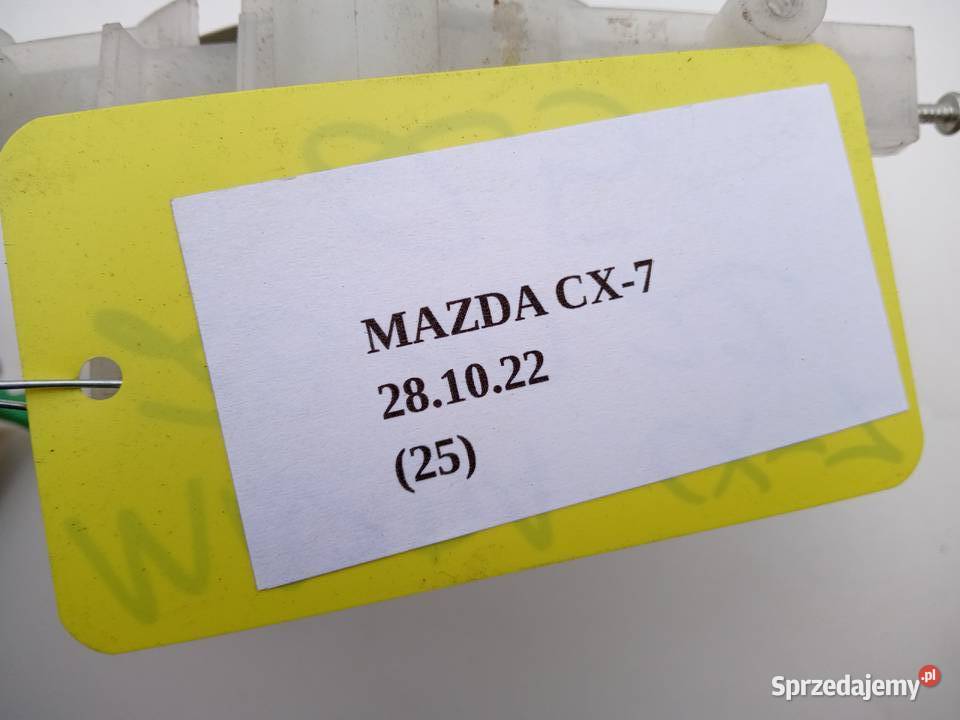 MAZDA CX-7
28.10.22
(25)
Sprzedajemy.pl